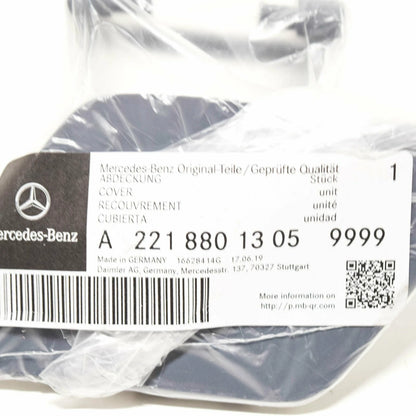 Mercedes-Benz Original-Teile/Geprüfte Qualität 1
ABDECKUNG Stück
COVER unit
RECOUVREMENT unité
CUBIERTA unidad
ercedes-Benz
A 221 880 13 05 9999
Made in GERMANY 16628414G 17.06.19
Daimler AG, Germany, Mercedesstr. 137, 70327 Stuttgart
More information on
http://p.mb-qr.com